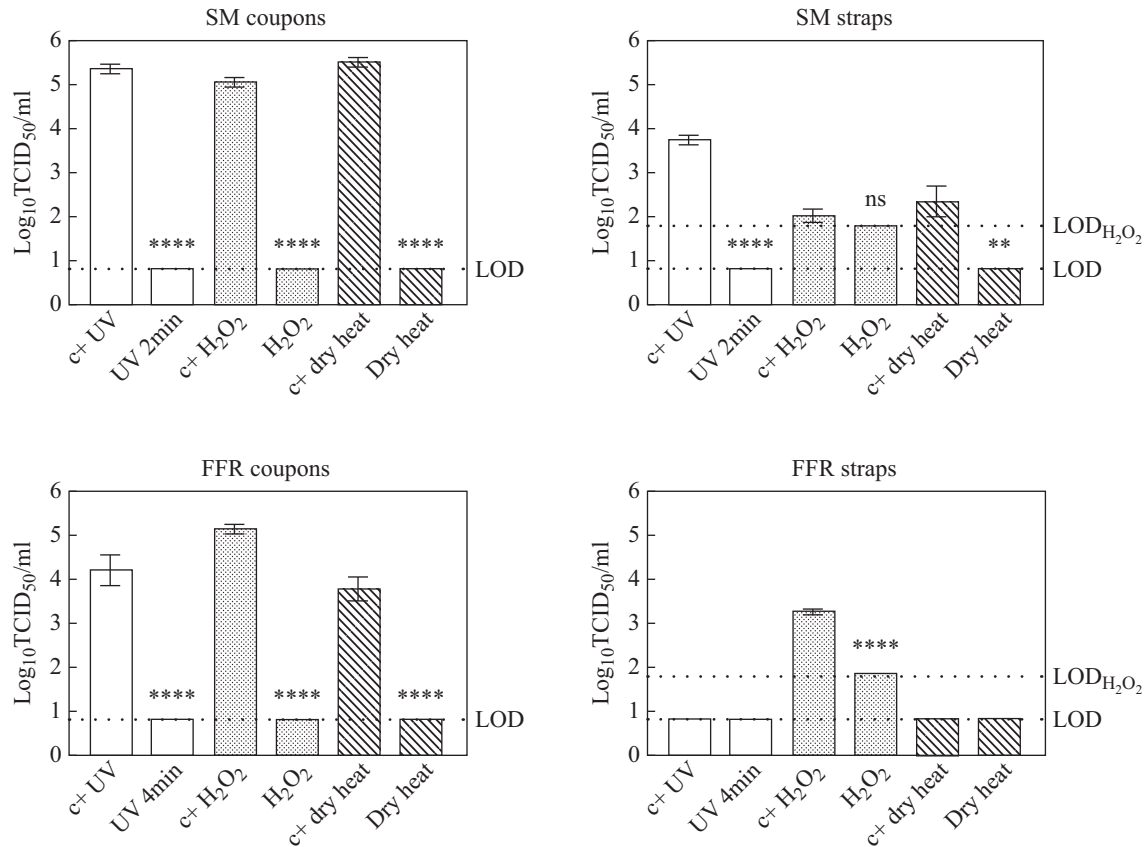 SM coupons
Log₁₀TCID₅₀/ml
6
5
4
3
2
1
0
****
****
****
LOD
c+ UV
UV 2min
c+ H₂O₂
H₂O₂
c+ dry heat
Dry heat
SM straps
Log₁₀TCID₅₀/ml
6
5
4
3
2
1
0
****
ns
**
LOD_H₂O₂
LOD
c+ UV
UV 2min
c+ H₂O₂
H₂O₂
c+ dry heat
Dry heat
FFR coupons
Log₁₀TCID₅₀/ml
6
5
4
3
2
1
0
****
****
****
LOD
c+ UV
UV 4min
c+ H₂O₂
H₂O₂
c+ dry heat
Dry heat
FFR straps
Log₁₀TCID₅₀/ml
6
5
4
3
2
1
0
****
LOD_H₂O₂
LOD
c+ UV
UV 4min
c+ H₂O₂
H₂O₂
c+ dry heat
Dry heat